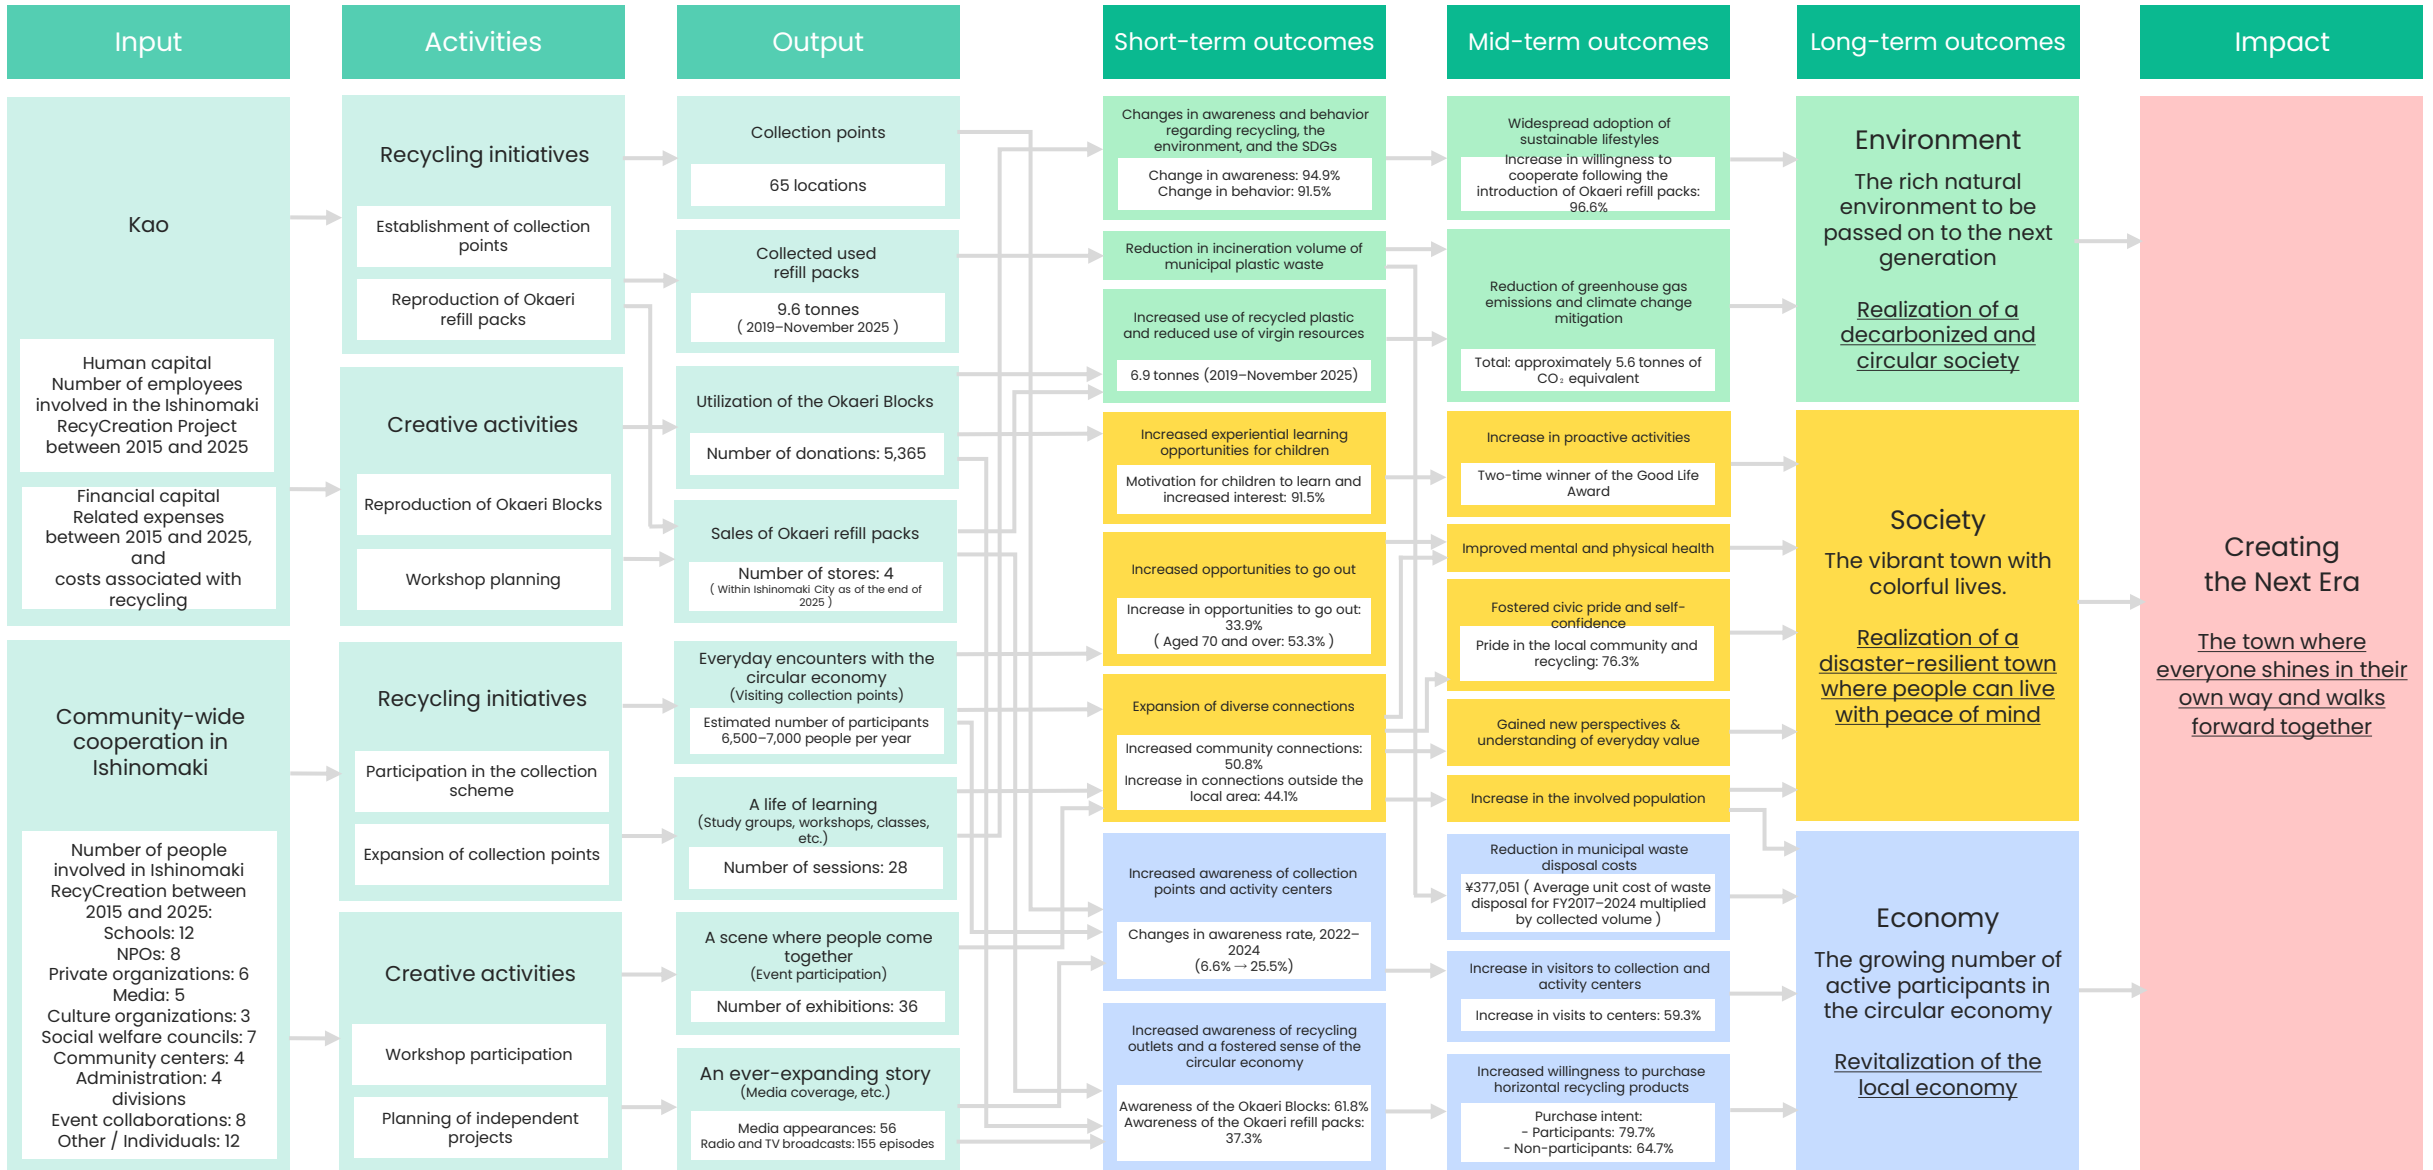 Input
Activities
Output
Short-term outcomes
Mid-term outcomes
Long-term outcomes
Impact
Kao
Human capital
Number of employees
involved in the Ishinomaki
RecyCreation Project
between 2015 and 2025
Financial capital
Related expenses
between 2015 and 2025,
and
costs associated with
recycling
Community-wide
cooperation in
Ishinomaki
Number of people
involved in Ishinomaki
RecyCreation between
2015 and 2025:
Schools: 12
NPOs: 8
Private organizations: 6
Media: 5
Culture organizations: 3
Social welfare councils: 7
Community centers: 4
Administration: 4
divisions
Event collaborations: 8
Other / Individuals: 12
Recycling initiatives
Establishment of collection
points
Reproduction of Okaeri
refill packs
Creative activities
Reproduction of Okaeri Blocks
Workshop planning
Recycling initiatives
Participation in the collection
scheme
Expansion of collection points
Creative activities
Workshop participation
Planning of independent
projects
Collection points
65 locations
Collected used
refill packs
9.6 tonnes
( 2019–November 2025 )
Utilization of the Okaeri Blocks
Number of donations: 5,365
Sales of Okaeri refill packs
Number of stores: 4
( Within Ishinomaki City as of the end of
2025 )
Everyday encounters with the
circular economy
(Visiting collection points)
Estimated number of participants
6,500–7,000 people per year
A life of learning
(Study groups, workshops, classes,
etc.)
Number of sessions: 28
A scene where people come
together
(Event participation)
Number of exhibitions: 36
An ever-expanding story
(Media coverage, etc.)
Media appearances: 56
Radio and TV broadcasts: 155 episodes
Changes in awareness and behavior
regarding recycling, the
environment, and the SDGs
Change in awareness: 94.9%
Change in behavior: 91.5%
Reduction in incineration volume of
municipal plastic waste
Increased use of recycled plastic
and reduced use of virgin resources
6.9 tonnes (2019–November 2025)
Increased experiential learning
opportunities for children
Motivation for children to learn and
increased interest: 91.5%
Increased opportunities to go out
Increase in opportunities to go out:
33.9%
( Aged 70 and over: 53.3% )
Expansion of diverse connections
Increased community connections:
50.8%
Increase in connections outside the
local area: 44.1%
Increased awareness of collection
points and activity centers
Changes in awareness rate, 2022–
2024
(6.6% → 25.5%)
Increased awareness of recycling
outlets and a fostered sense of the
circular economy
Awareness of the Okaeri Blocks: 61.8%
Awareness of the Okaeri refill packs:
37.3%
Widespread adoption of
sustainable lifestyles
Increase in willingness to
cooperate following the
introduction of Okaeri refill packs:
96.6%
Reduction of greenhouse gas
emissions and climate change
mitigation
Total: approximately 5.6 tonnes of
CO₂ equivalent
Increase in proactive activities
Two-time winner of the Good Life
Award
Improved mental and physical health
Fostered civic pride and self-
confidence
Pride in the local community and
recycling: 76.3%
Gained new perspectives &
understanding of everyday value
Increase in the involved population
Reduction in municipal waste
disposal costs
¥377,051 ( Average unit cost of waste
disposal for FY2017–2024 multiplied
by collected volume )
Increase in visitors to collection and
activity centers
Increase in visits to centers: 59.3%
Increased willingness to purchase
horizontal recycling products
Purchase intent:
- Participants: 79.7%
- Non-participants: 64.7%
Environment
The rich natural
environment to be
passed on to the next
generation
Realization of a
decarbonized and
circular society
Society
The vibrant town with
colorful lives.
Realization of a
disaster-resilient town
where people can live
with peace of mind
Economy
The growing number of
active participants in
the circular economy
Revitalization of the
local economy
Creating
the Next Era
The town where
everyone shines in their
own way and walks
forward together